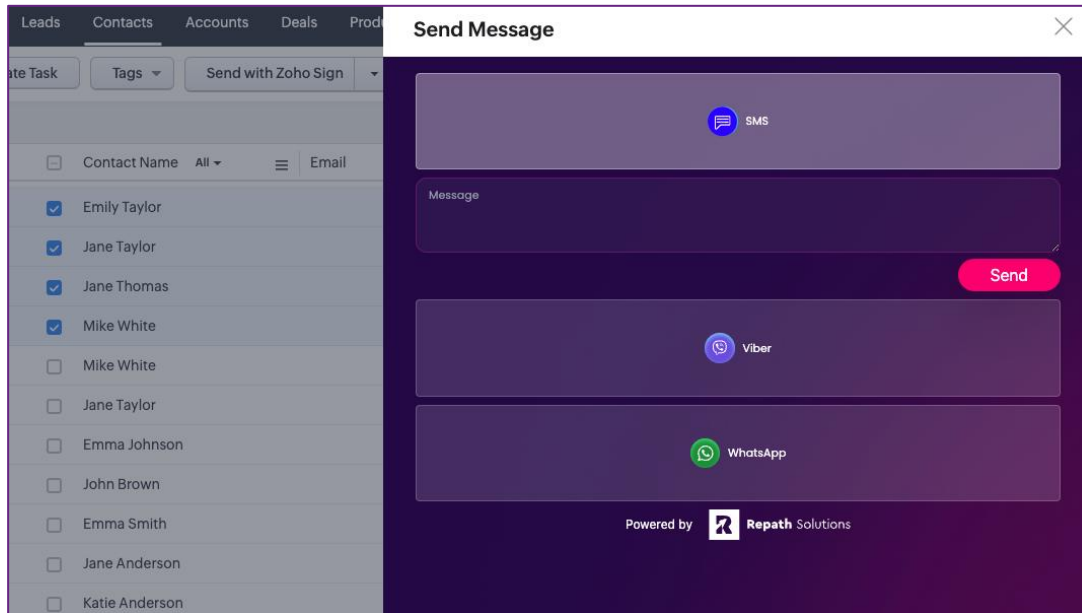 Leads Contacts Accounts Deals
Send Message
Task Tags Send with Zoho Sign
SMS
Contact Name All Email
Message
Emily Taylor
Jane Taylor
Jane Thomas
Send
Mike White
Mike White
Viber
Jane Taylor
Emma Johnson
WhatsApp
John Brown
Emma Smith
Powered by Repath Solutions
Jane Anderson
Katie Anderson